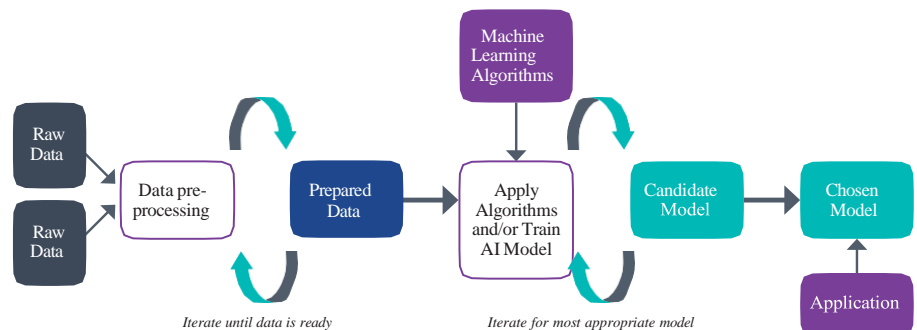 Machine
Learning
Algorithms
Raw
Data
Raw
Data
Data pre-
processing
Prepared
Data
Apply
Algorithms
and/or Train
AI Model
Candidate
Model
Chosen
Model
Application
Iterate until data is ready
Iterate for most appropriate model